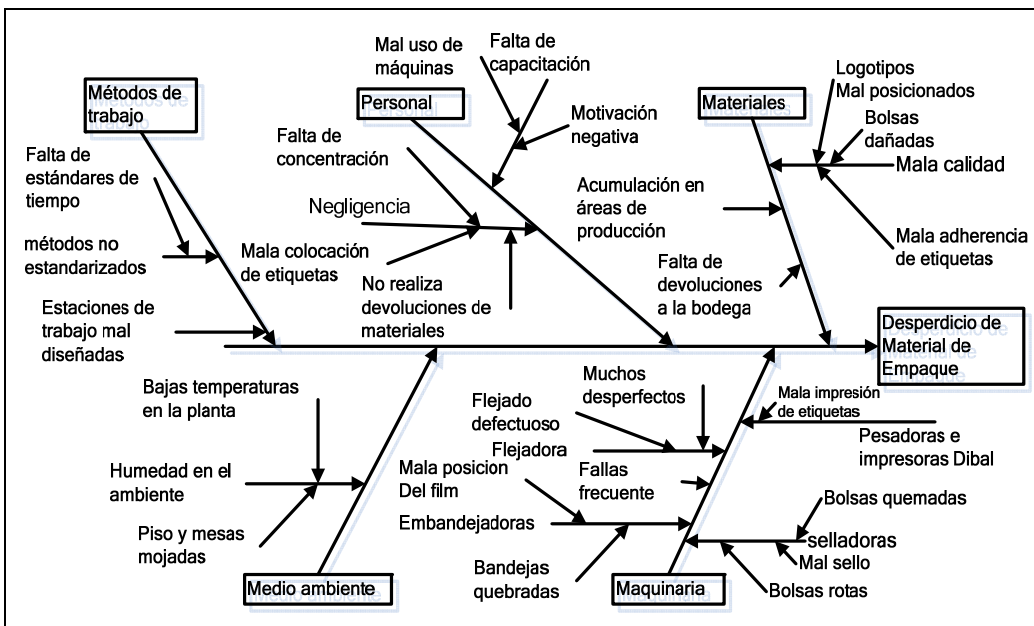 Métodos de
trabajo
Personal
Mal uso de
máquinas
Falta de
capacitación
Motivación
negativa
Materiales
Logotipos
Mal posicionados
Bolsas
dañadas
Mala calidad
Mala adherencia
de etiquetas
Falta de
estándares de
tiempo
métodos no
estandarizados
Estaciones de
trabajo mal
diseñadas
Falta de
concentración
Negligencia
Mala colocación
de etiquetas
No realiza
devoluciones de
materiales
Acumulación en
áreas de
producción
Falta de
devoluciones
a la bodega
Desperdicio de
Material de
Empaque
Bajas temperaturas
en la planta
Humedad en el
ambiente
Piso y mesas
mojadas
Medio ambiente
Muchos
desperfectos
Flejado
defectuoso
Flejadora
Mala impresión
de etiquetas
Pesadoras e
impresoras Dibal
Mala posicion
Del film
Fallas
frecuente
Embandejadoras
Bandejas
quebradas
Bolsas quemadas
selladoras
Mal sello
Bolsas rotas
Maquinaria